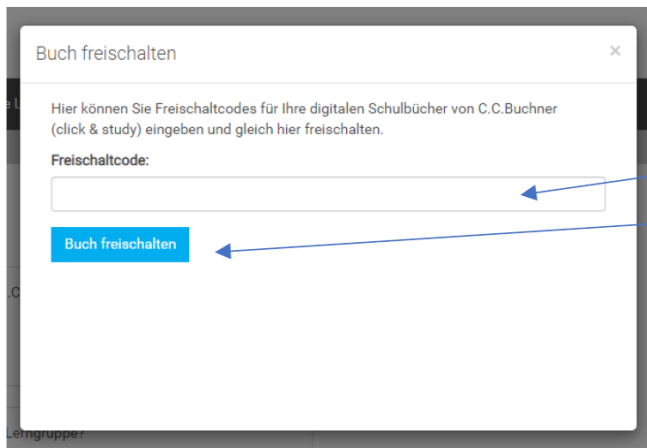 Buch freischalten
×
Hier können Sie Freischaltcodes für Ihre digitalen Schulbücher von C.C.Buchner
(click & study) eingeben und gleich hier freischalten.
Freischaltcode:
Buch freischalten
Lerngruppe?